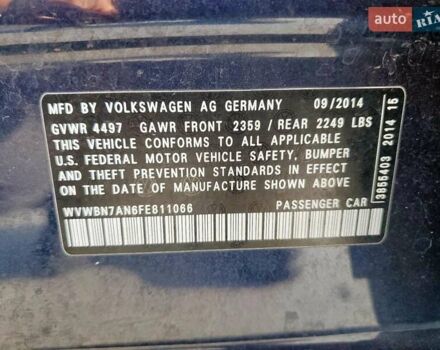 auto RIA
MFD BY VOLKSWAGEN AG GERMANY 09/2014
GVWR 4497 GAWR FRONT 2359 / REAR 2249 LBS
THIS VEHICLE CONFORMS TO ALL APPLICABLE
U.S. FEDERAL MOTOR VEHICLE SAFETY, BUMPER
AND THEFT PREVENTION STANDARDS IN EFFECT
ON THE DATE OF MANUFACTURE SHOWN ABOVE.
WVWBN7AN6FE811066 PASSENGER CAR
3855403 2014 15